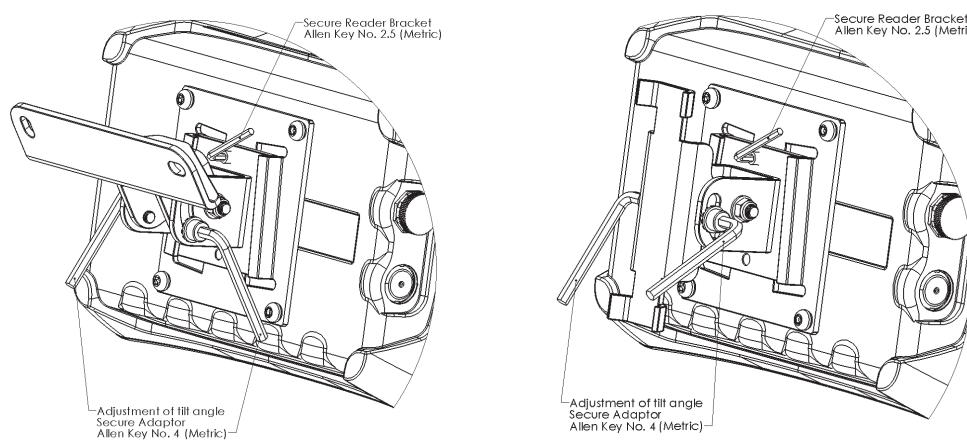 Secure Reader Bracket
Allen Key No. 2.5 (Metric)
Adjustment of tilt angle
Secure Adaptor
Allen Key No. 4 (Metric)
Secure Reader Bracket
Allen Key No. 2.5 (Metri
Adjustment of tilt angle
Secure Adaptor
Allen Key No. 4 (Metric)